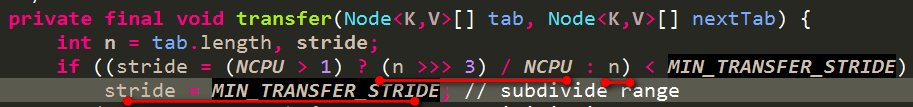 private final void transfer(Node<K,V>[] tab, Node<K,V>[] nextTab) {
int n = tab.length, stride;
if ((stride = (NCPU > 1) ? (n >>> 3) / NCPU : n) < MIN_TRANSFER_STRIDE)
stride = MIN_TRANSFER_STRIDE; // subdivide range